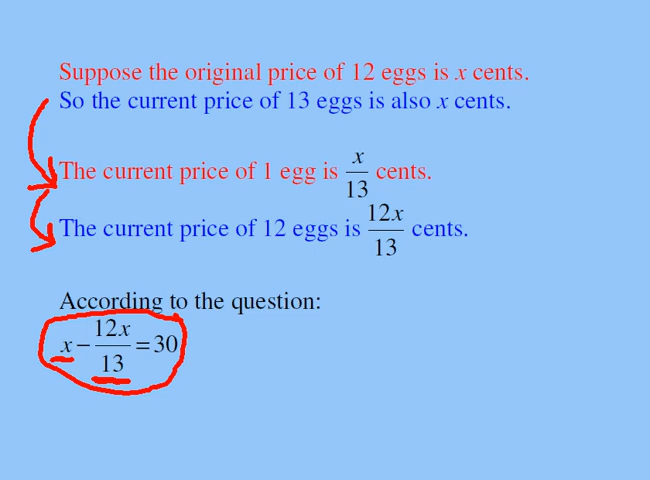 Suppose the original price of 12 eggs is x cents.
So the current price of 13 eggs is also x cents.
The current price of 1 egg is x/13 cents.
The current price of 12 eggs is 12x/13 cents.
According to the question:
x − 12x/13 = 30